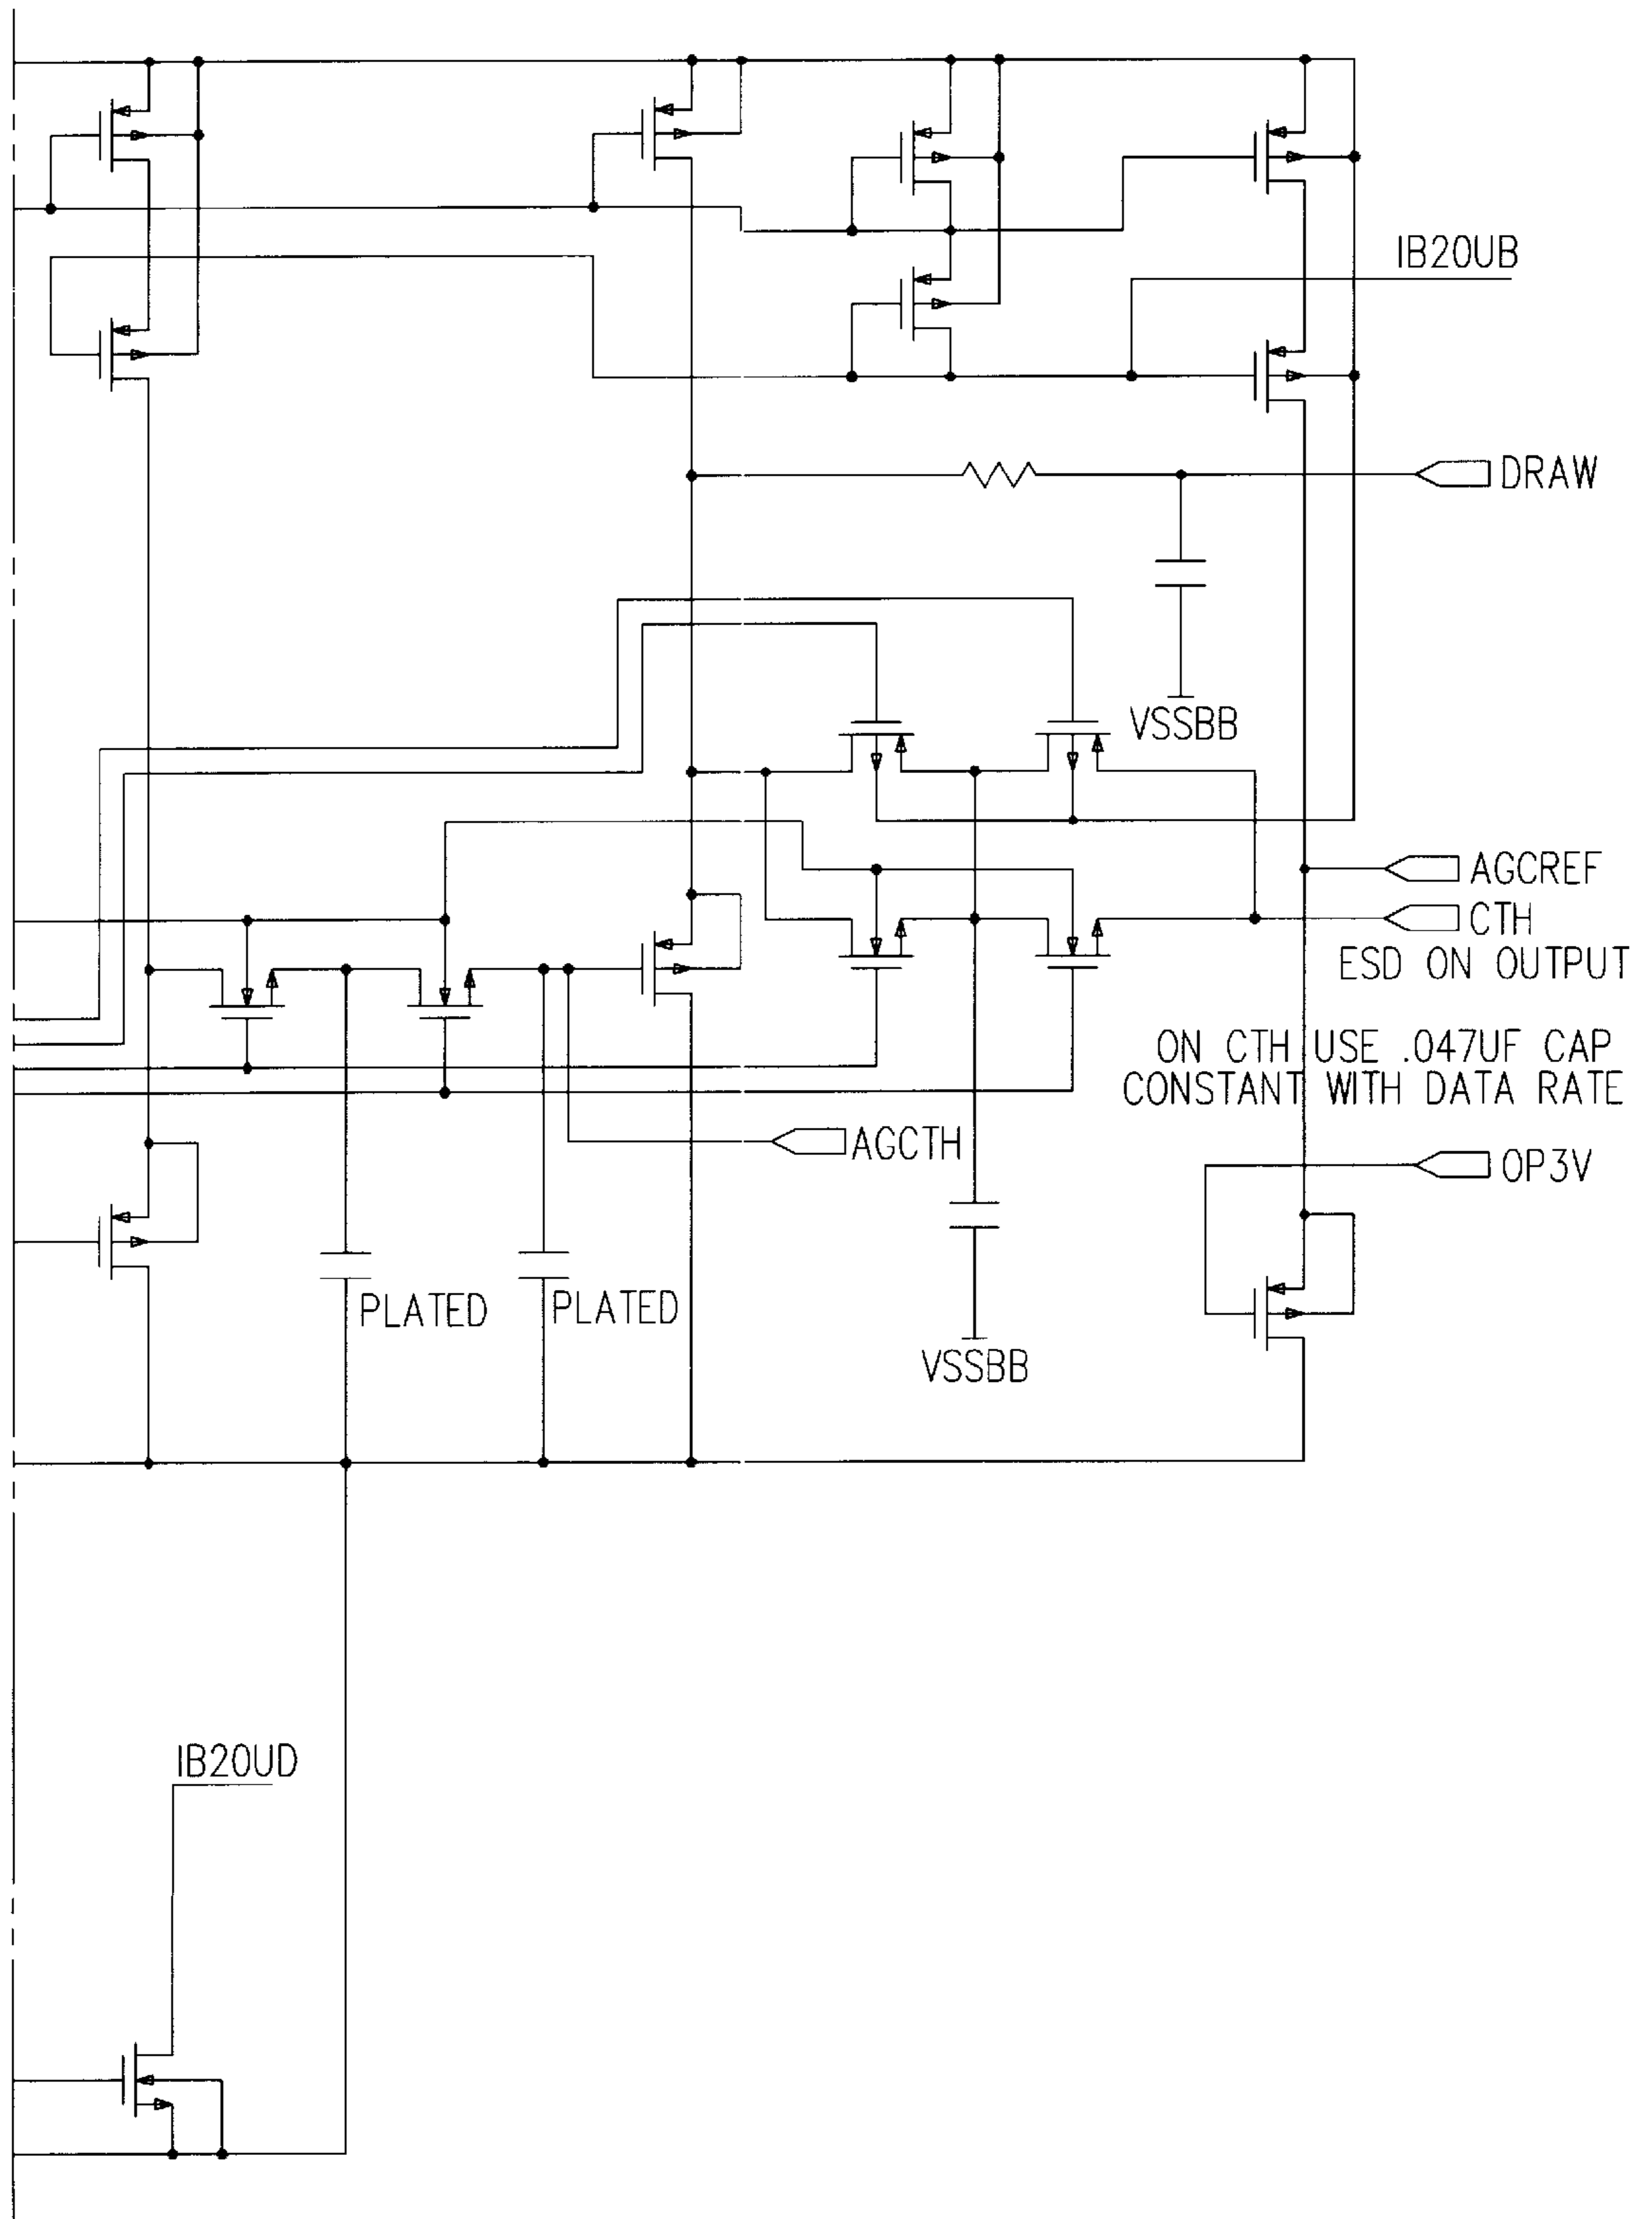 IB20UB
DRAW
VSSBB
AGCREF
CTH
ESD ON OUTPUT
ON CTH USE .047UF CAP
CONSTANT WITH DATA RATE
AGCTH
OP3V
PLATED
PLATED
VSSBB
IB20UD